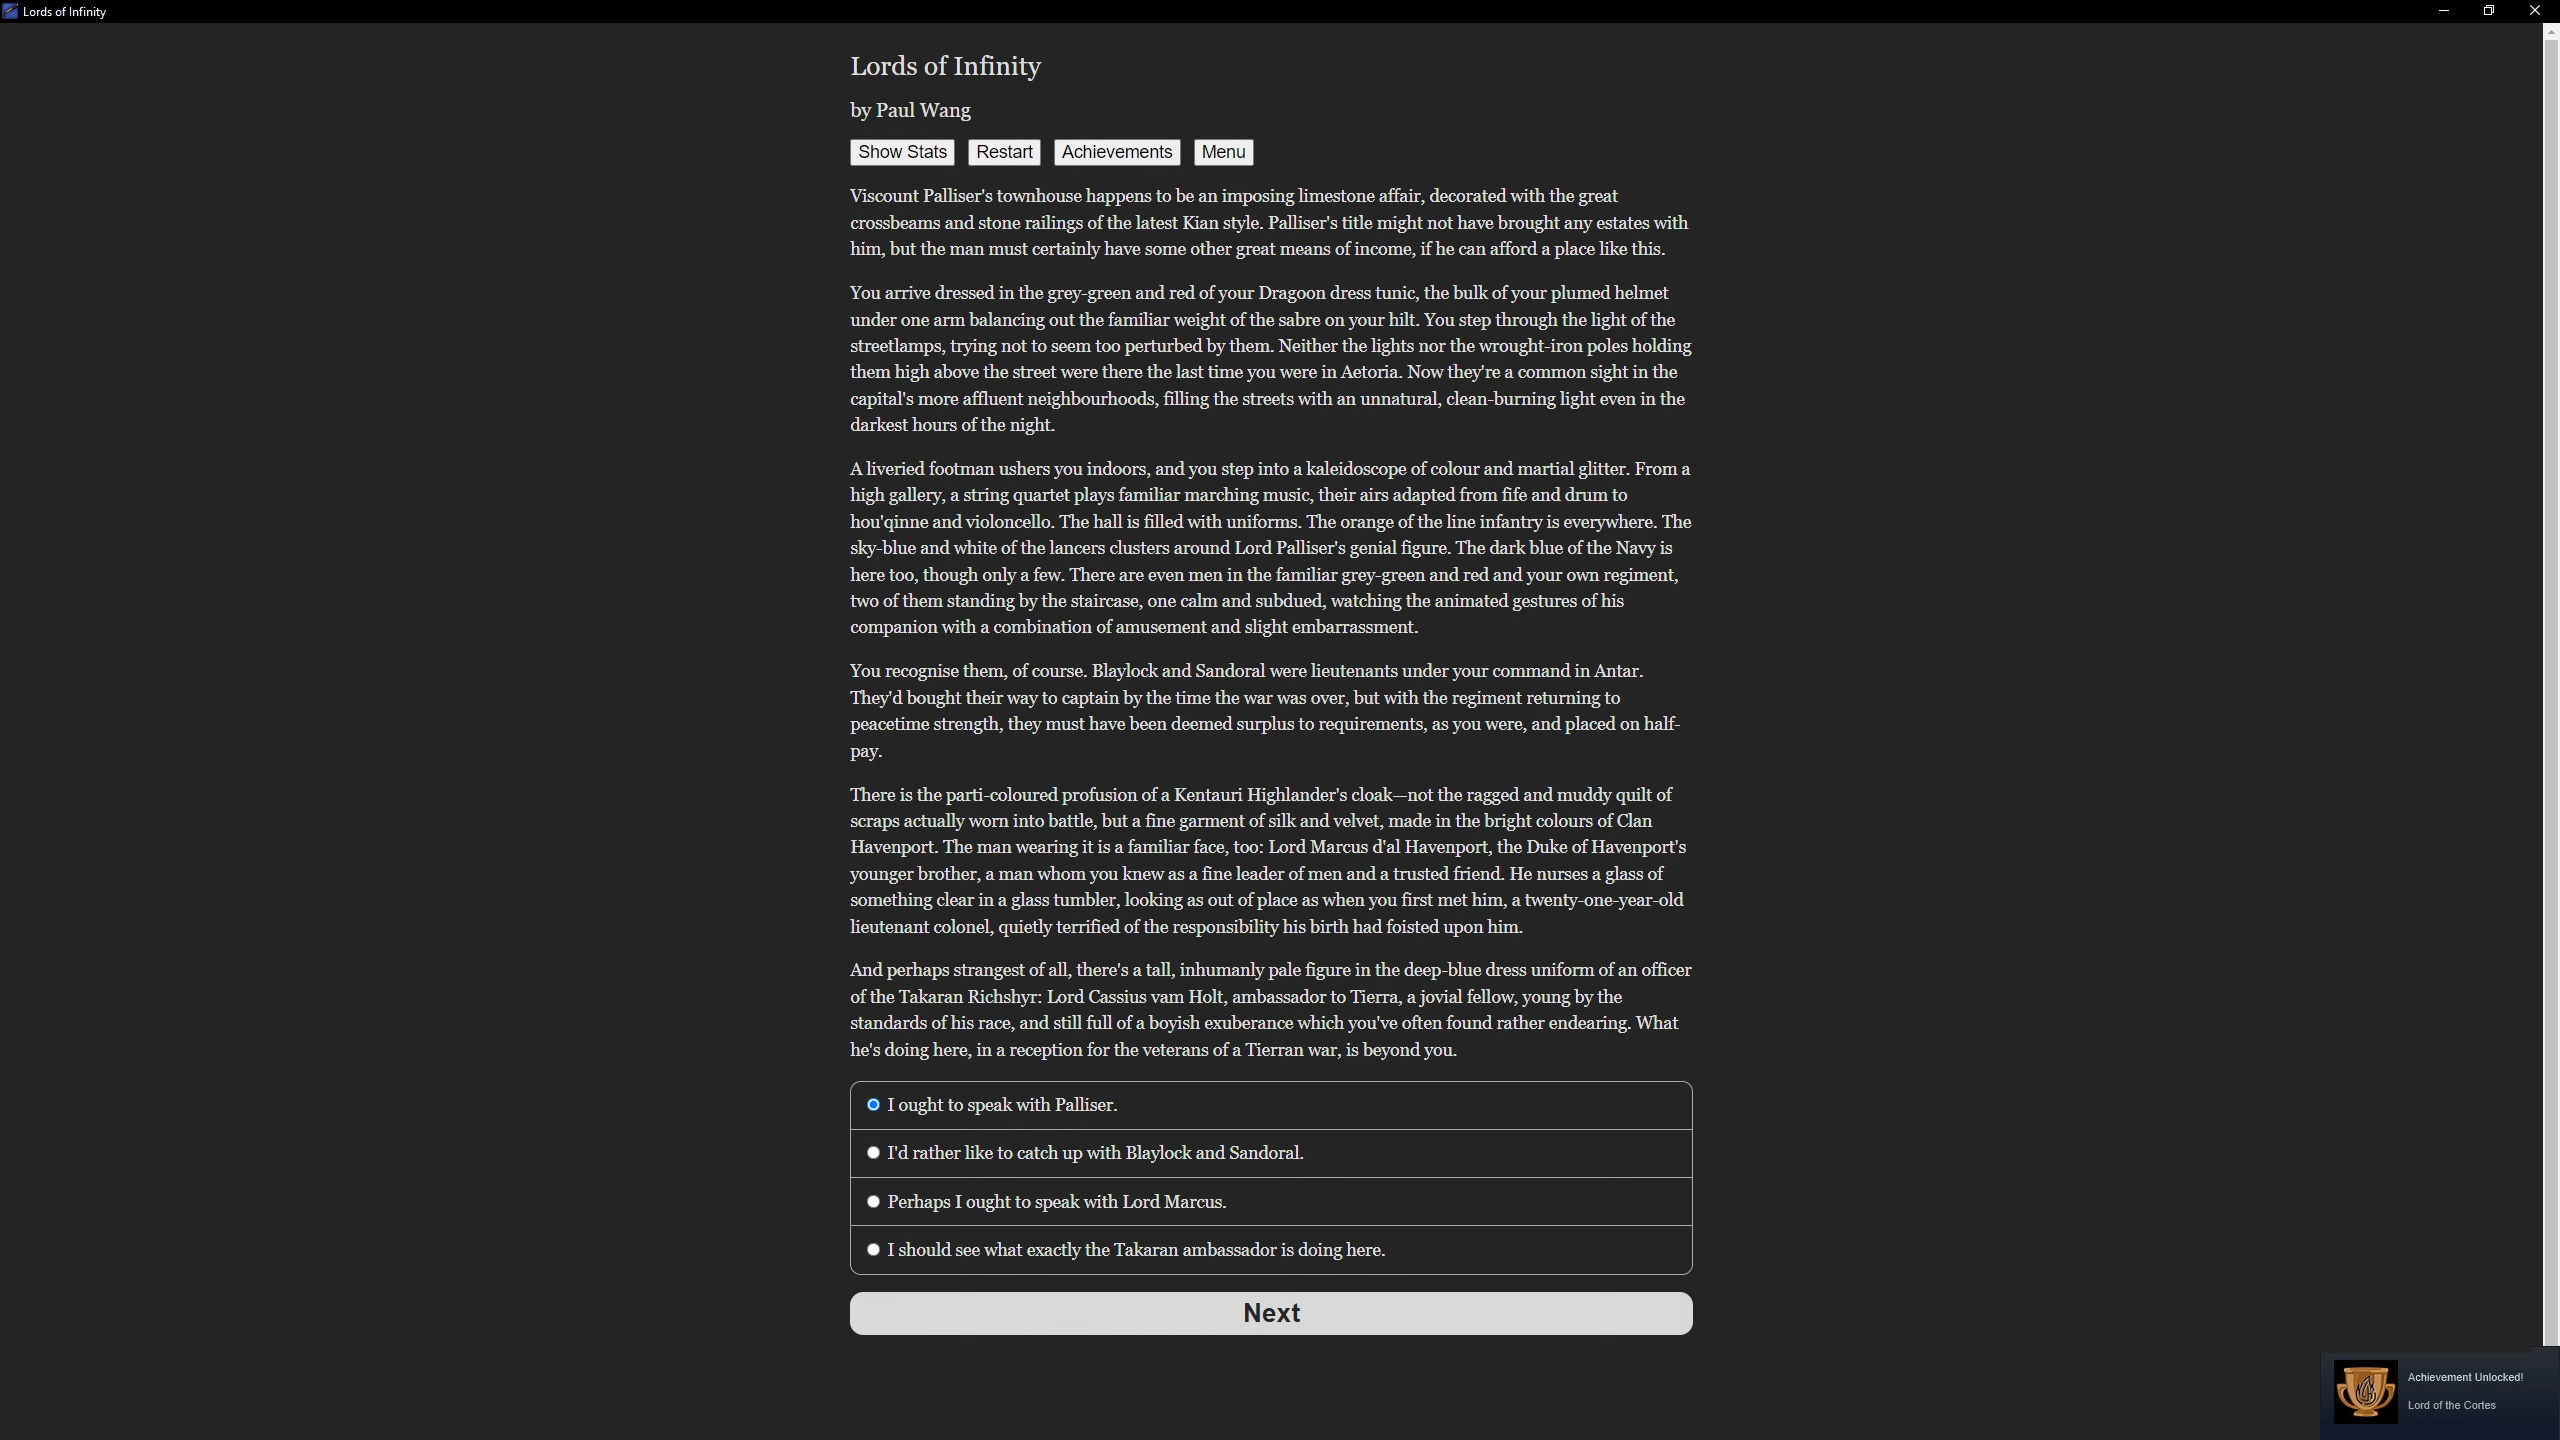 Lords of Infinity
Lords of Infinity
by Paul Wang
Show Stats Restart Achievements Menu
Viscount Palliser's townhouse happens to be an imposing limestone affair, decorated with the great
crossbeams and stone railings of the latest Kian style. Palliser's title might not have brought any estates with
him, but the man must certainly have some other great means of income, if he can afford a place like this.
You arrive dressed in the grey-green and red of your Dragoon dress tunic, the bulk of your plumed helmet
under one arm balancing out the familiar weight of the sabre on your hilt. You step through the light of the
streetlamps, trying not to seem too perturbed by them. Neither the lights nor the wrought-iron poles holding
them high above the street were there the last time you were in Aetoria. Now they're a common sight in the
capital's more affluent neighbourhoods, filling the streets with an unnatural, clean-burning light even in the
darkest hours of the night.
A liveried footman ushers you indoors, and you step into a kaleidoscope of colour and martial glitter. From a
high gallery, a string quartet plays familiar marching music, their airs adapted from fife and drum to
hou'qinne and violoncello. The hall is filled with uniforms. The orange of the line infantry is everywhere. The
sky-blue and white of the lancers clusters around Lord Palliser's genial figure. The dark blue of the Navy is
here too, though only a few. There are even men in the familiar grey-green and red and your own regiment,
two of them standing by the staircase, one calm and subdued, watching the animated gestures of his
companion with a combination of amusement and slight embarrassment.
You recognise them, of course. Blaylock and Sandoral were lieutenants under your command in Antar.
They'd bought their way to captain by the time the war was over, but with the regiment returning to
peacetime strength, they must have been deemed surplus to requirements, as you were, and placed on half-
pay.
There is the parti-coloured profusion of a Kentauri Highlander's cloak—not the ragged and muddy quilt of
scraps actually worn into battle, but a fine garment of silk and velvet, made in the bright colours of Clan
Havenport. The man wearing it is a familiar face, too: Lord Marcus d'al Havenport, the Duke of Havenport's
younger brother, a man whom you knew as a fine leader of men and a trusted friend. He nurses a glass of
something clear in a glass tumbler, looking as out of place as when you first met him, a twenty-one-year-old
lieutenant colonel, quietly terrified of the responsibility his birth had foisted upon him.
And perhaps strangest of all, there's a tall, inhumanly pale figure in the deep-blue dress uniform of an officer
of the Takaran Richshyr: Lord Cassius vam Holt, ambassador to Tierra, a jovial fellow, young by the
standards of his race, and still full of a boyish exuberance which you've often found rather endearing. What
he's doing here, in a reception for the veterans of a Tierran war, is beyond you.
I ought to speak with Palliser.
I'd rather like to catch up with Blaylock and Sandoral.
Perhaps I ought to speak with Lord Marcus.
I should see what exactly the Takaran ambassador is doing here.
Next
Achievement Unlocked!
Lord of the Cortes